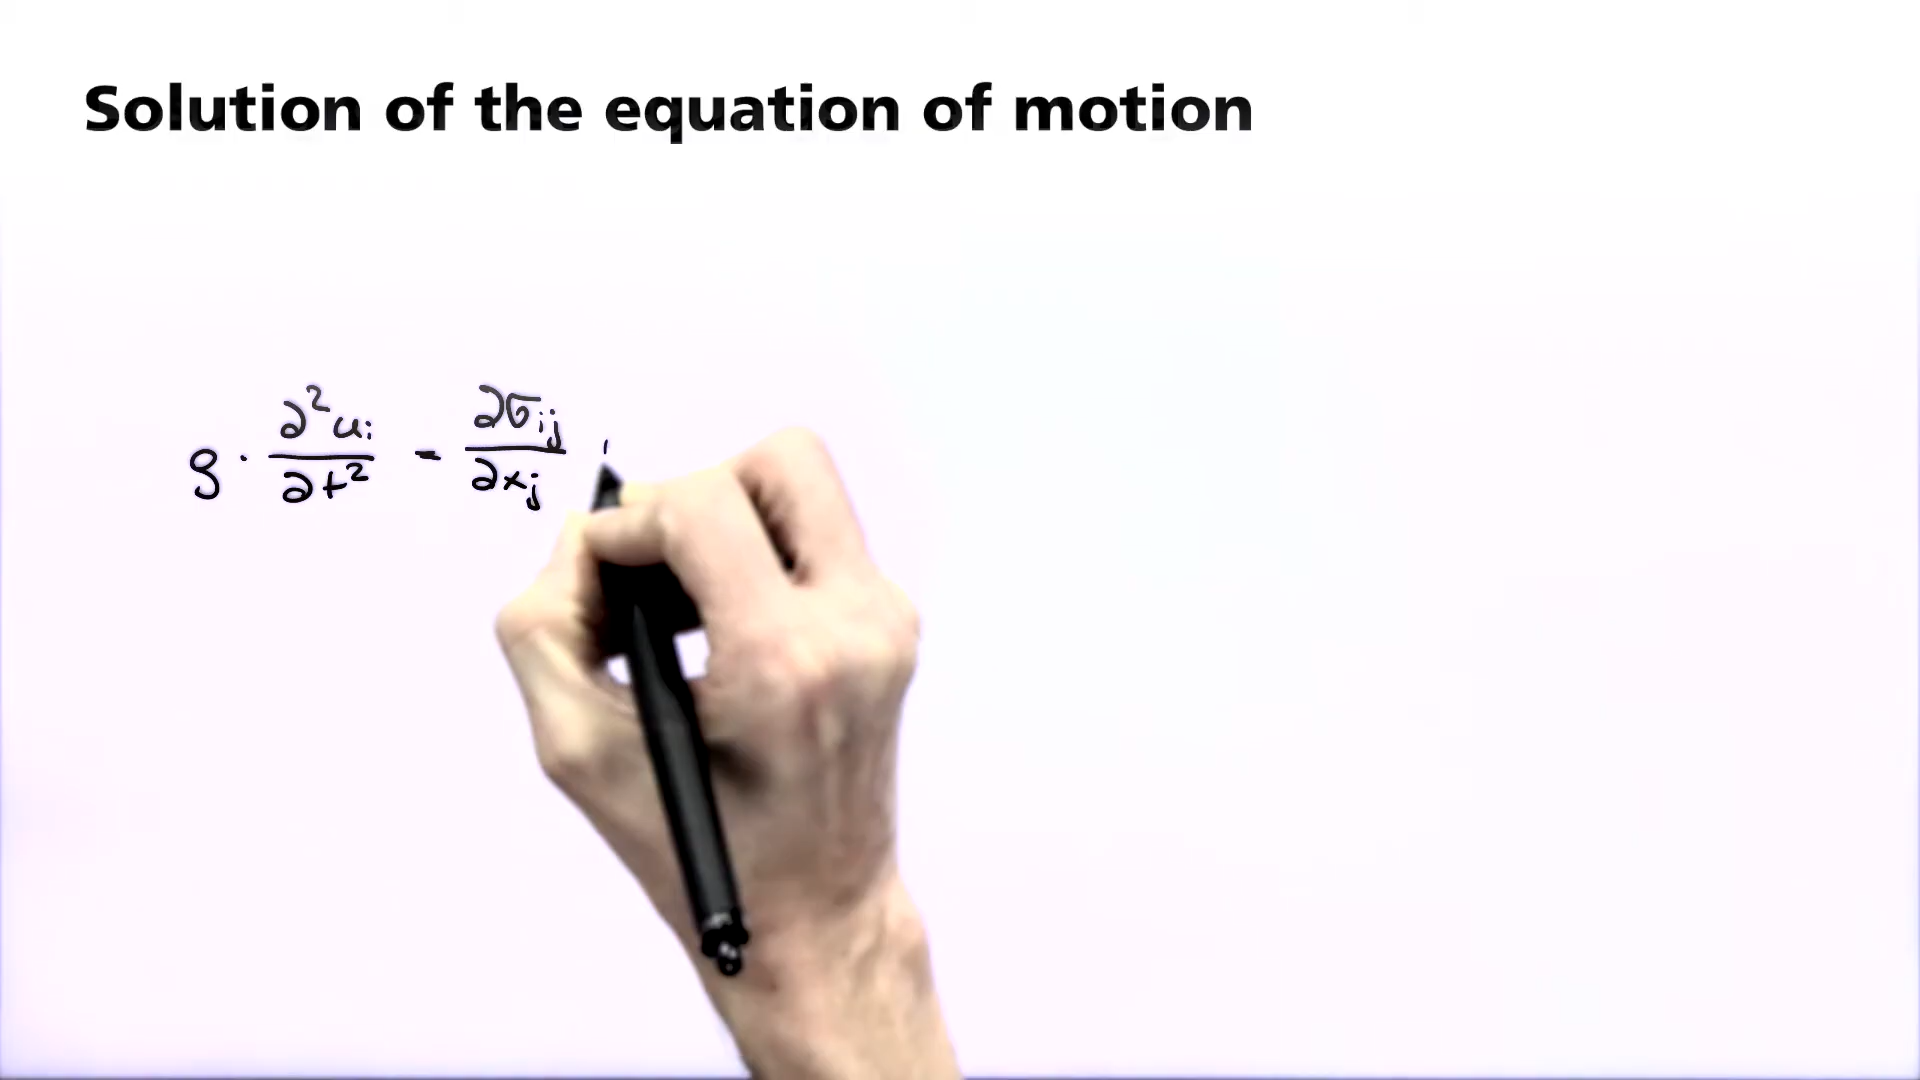 Solution of the equation of motion
ρ · ∂²uᵢ/∂t² - ∂σᵢⱼ/∂xⱼ